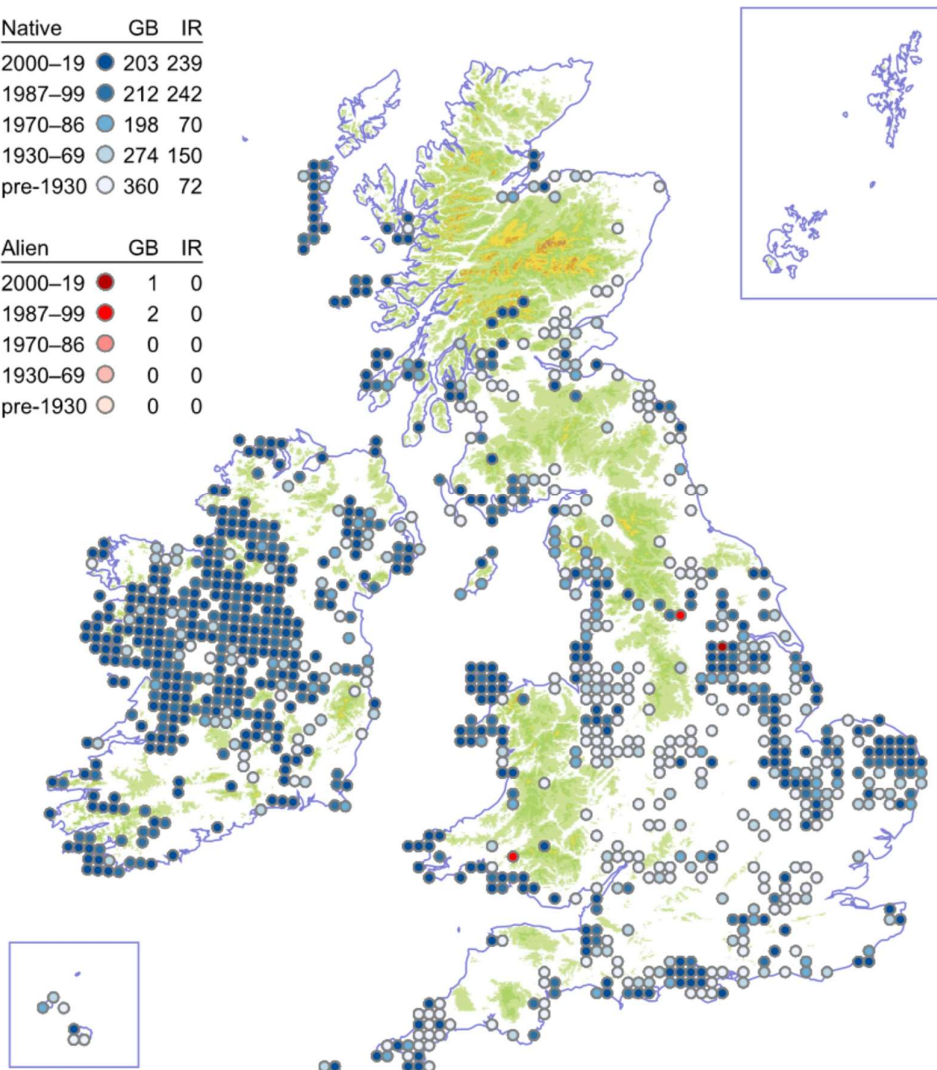 Native GB IR
2000–19 203 239
1987–99 212 242
1970–86 198 70
1930–69 274 150
pre-1930 360 72
Alien GB IR
2000–19 1 0
1987–99 2 0
1970–86 0 0
1930–69 0 0
pre-1930 0 0